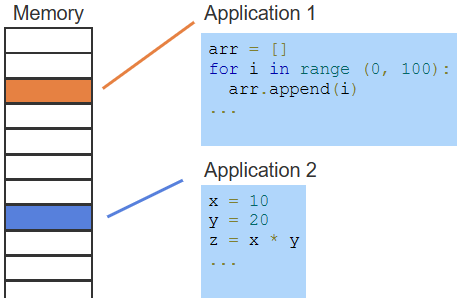 Memory
Application 1
arr = []
for i in range (0, 100):
  arr.append(i)
...
Application 2
x = 10
y = 20
z = x * y
...